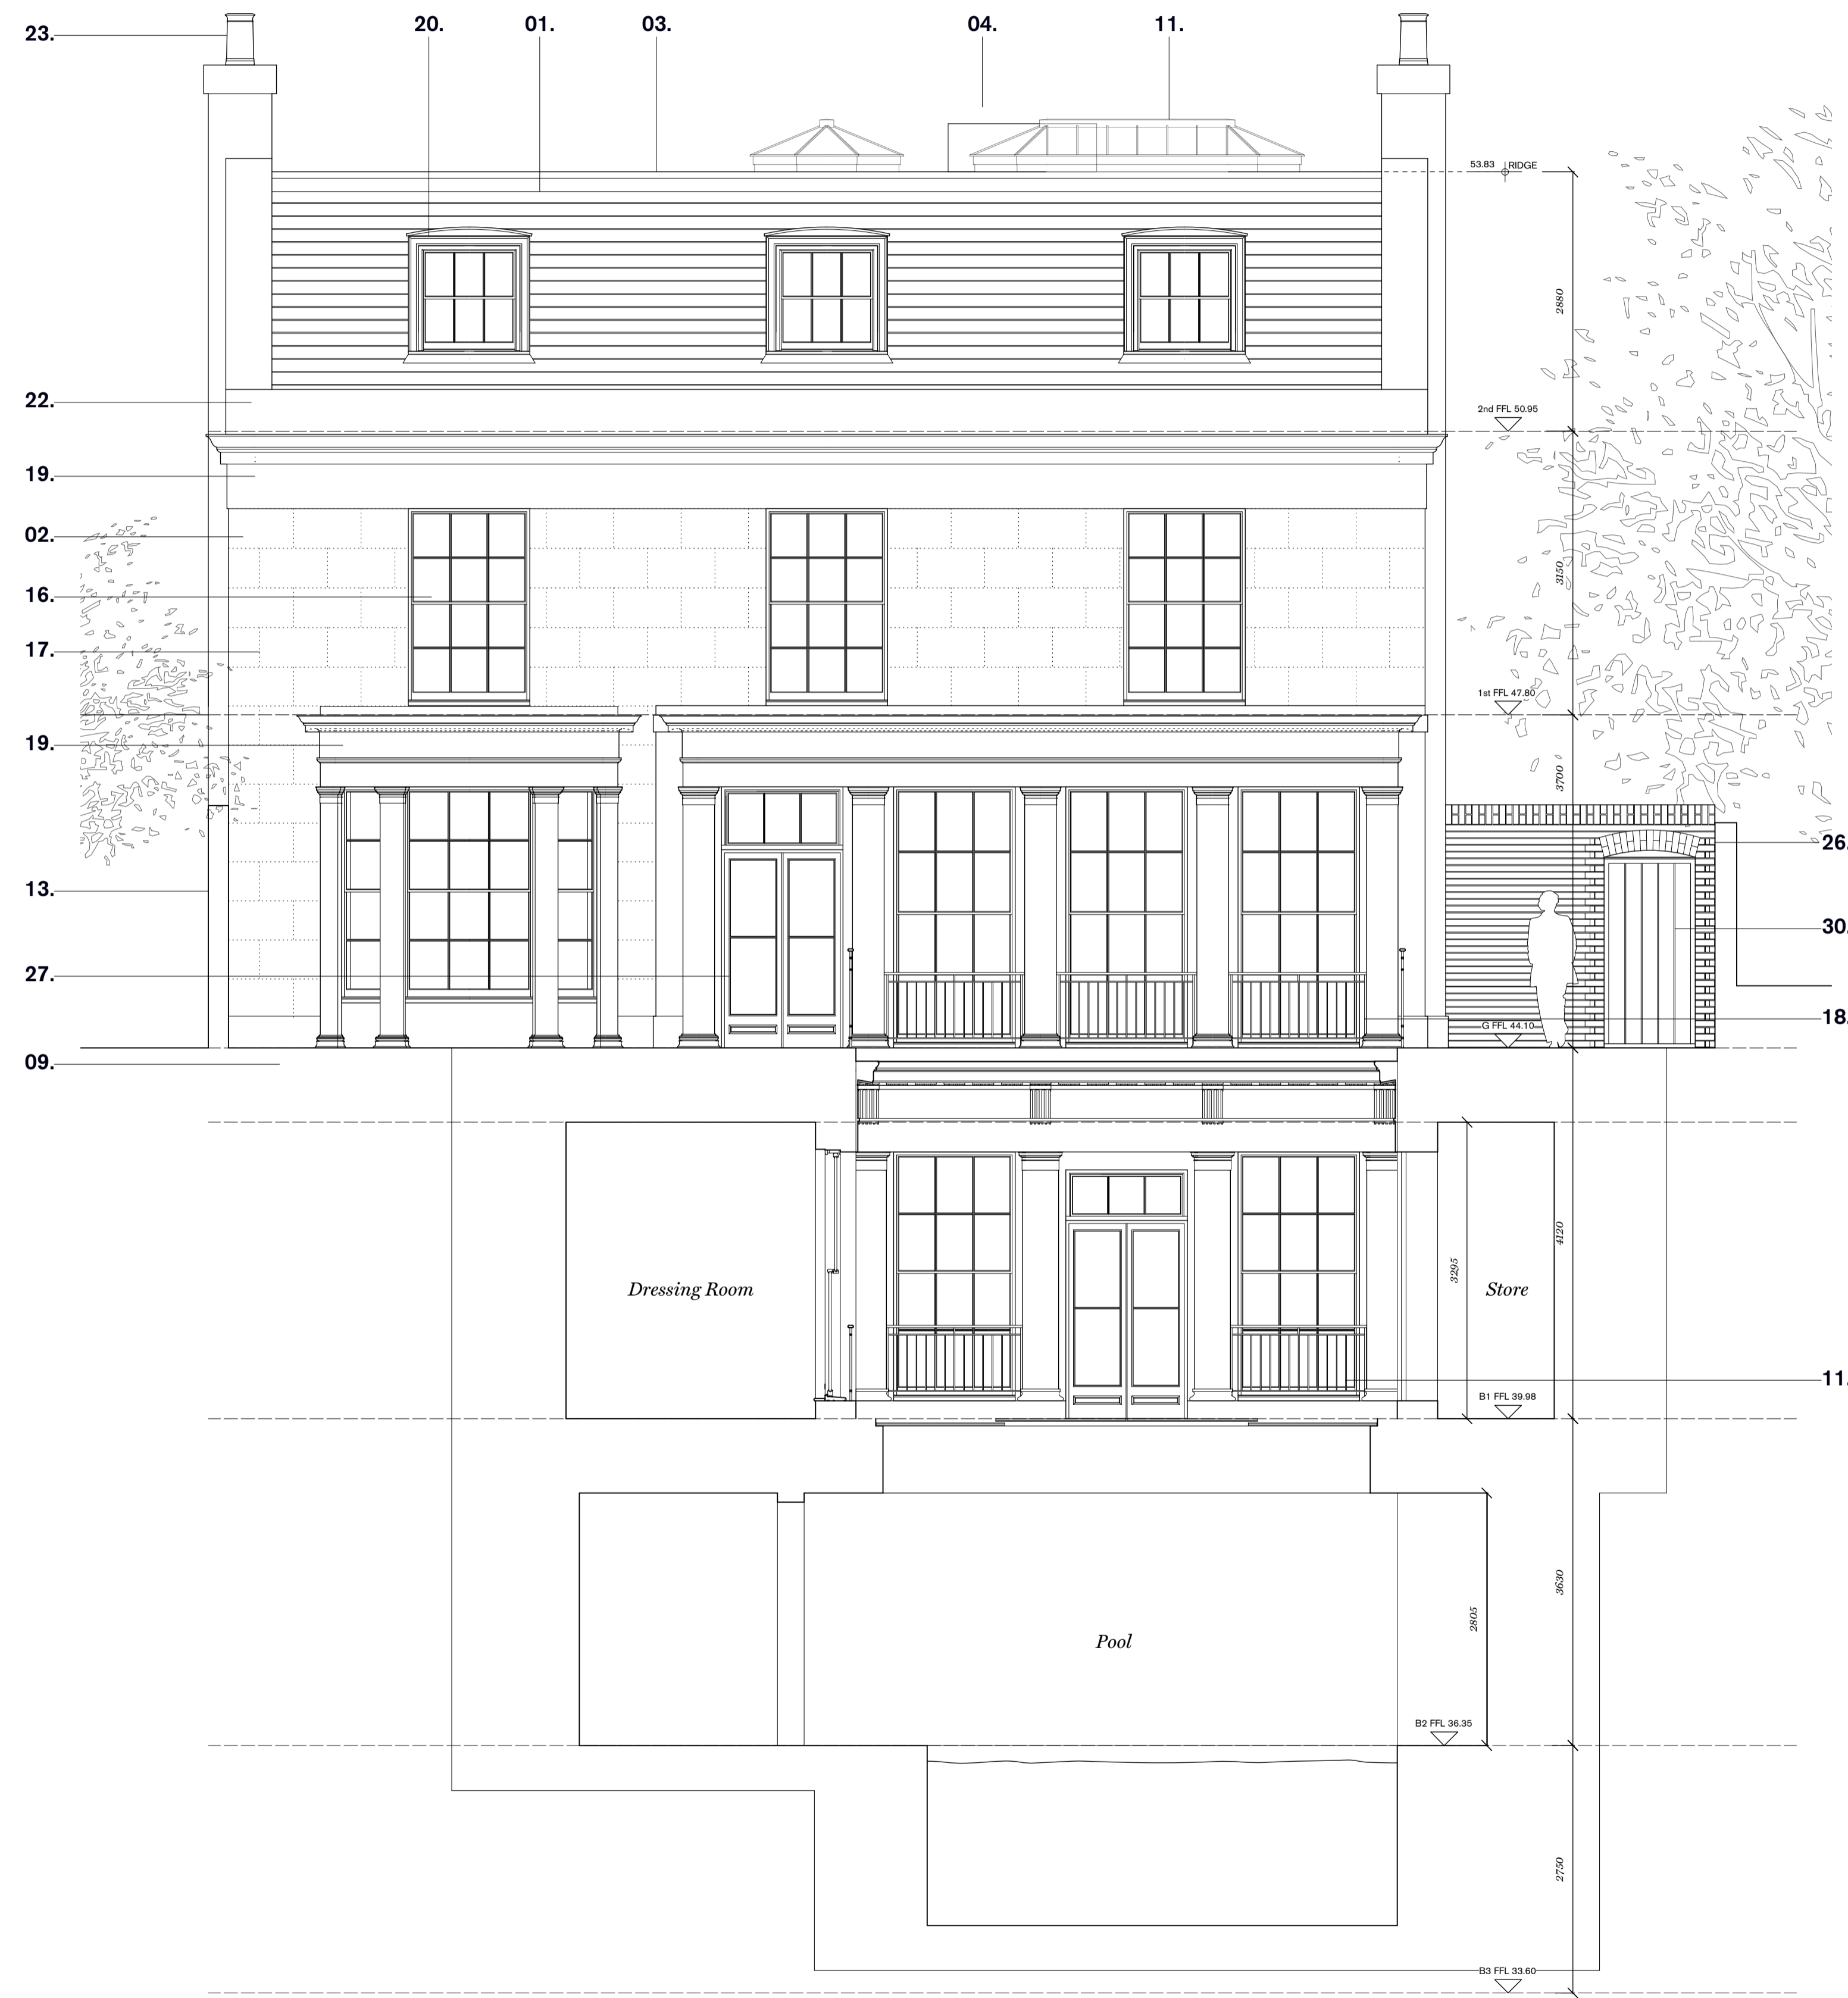 23.
20.
01.
03.
04.
11.
53.83
RIDGE
2880
22.
2nd FFL 50.95
19.
02.
3150
16.
17.
1st FFL 47.80
19.
3700
26.
13.
30.
27.
18.
G FFL 44.10
09.
4120
3295
Dressing Room
Store
11.
B1 FFL 39.98
3630
2805
Pool
B2 FFL 36.35
2750
B3 FFL 33.60